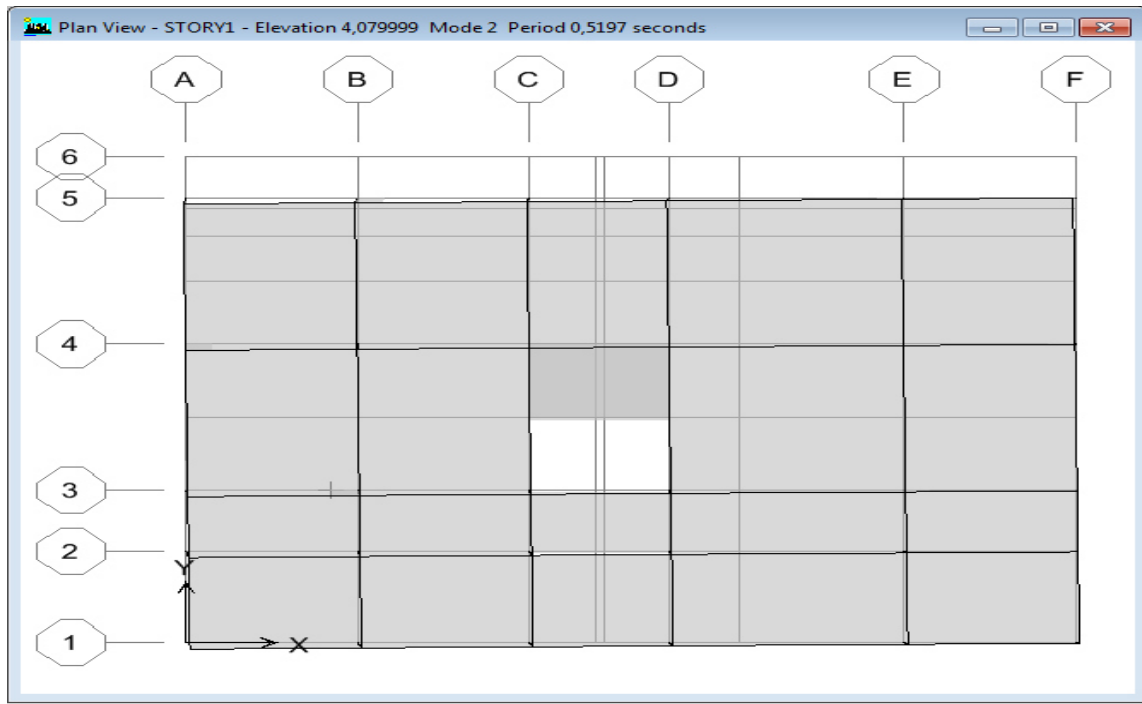 Plan View - STORY1 - Elevation 4,079999 Mode 2 Period 0,5197 seconds
A B C D E F
6
5
4
3
2
Y
1
X